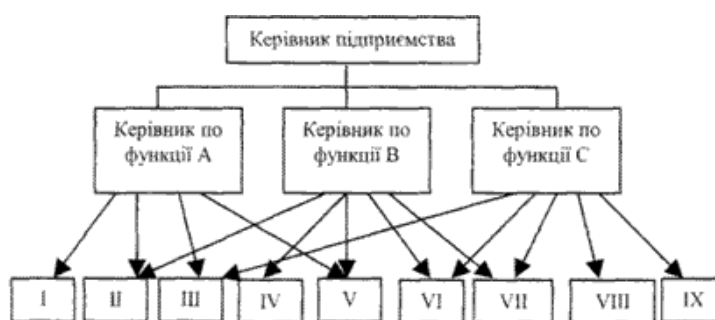 Керівник підприємства
Керівник по
функції А
Керівник по
функції В
Керівник по
функції С
I
II
III
IV
V
VI
VII
VIII
IX